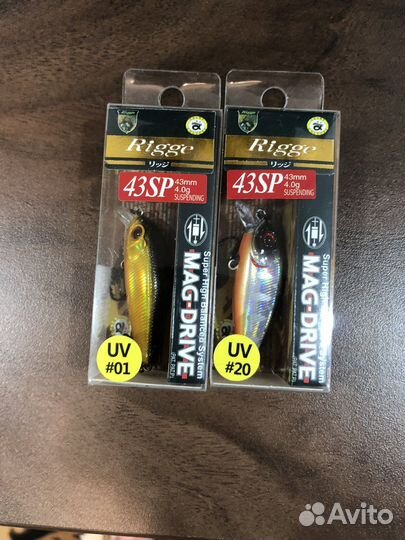 Rigge
リッジ
43SP
43mm
4.0g
SUSPENDING
Super High Balanced System
MAG-DRIVE
UV
#01
Rigge
リッジ
43SP
43mm
4.0g
SUSPENDING
Super High
System
MAG-DRIVE
UV
#20
Avito